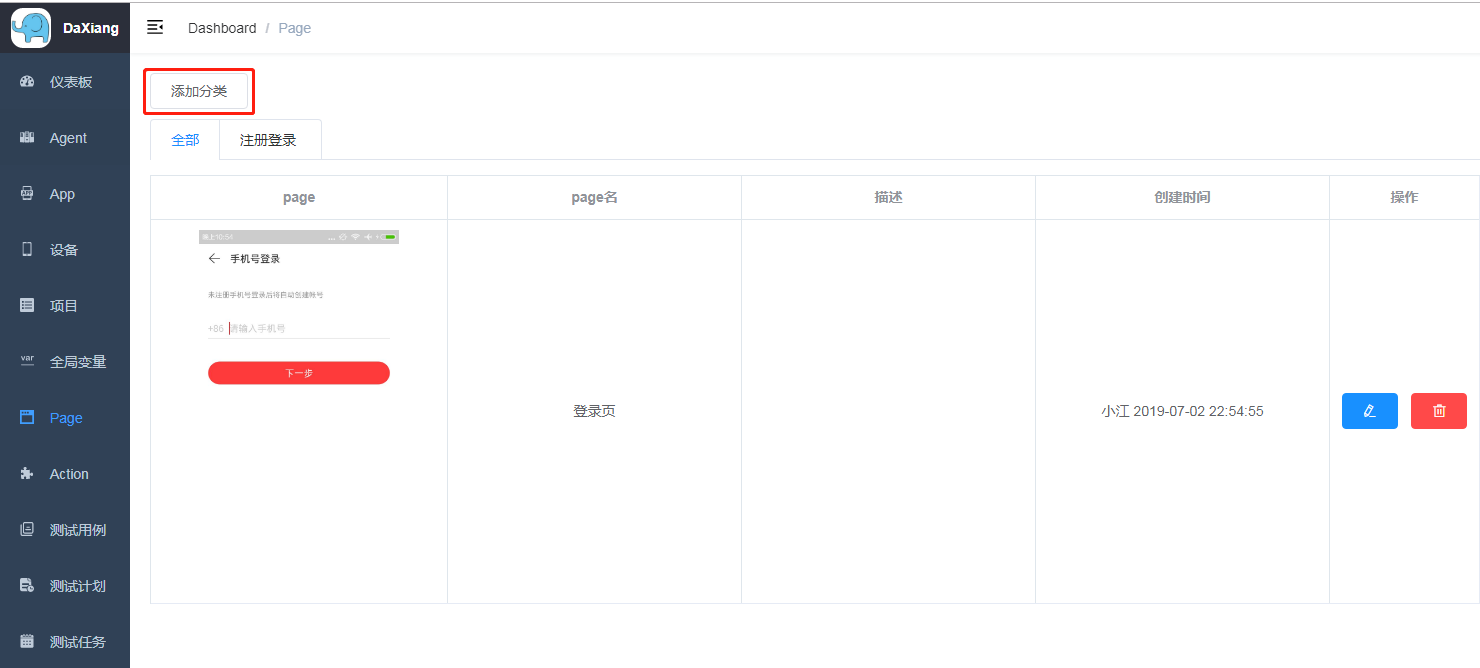 DaXiang
Dashboard / Page
仪表板
Agent
App
设备
项目
var
全局变量
Page
Action
测试用例
测试计划
测试任务
添加分类
全部 注册登录
page page名 描述 创建时间 操作
晚上10:54
手机号登录
未注册手机号登录后将自动创建账号
+86 请输入手机号
下一步
登录页 小江 2019-07-02 22:54:55